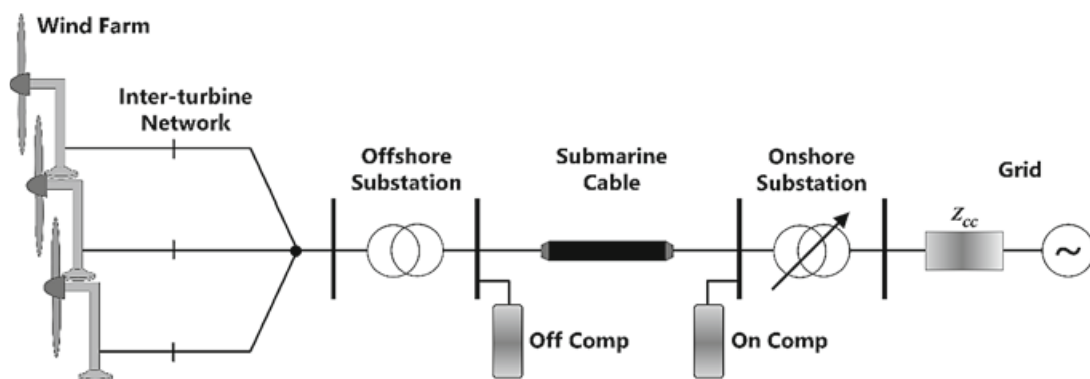 Wind Farm
Inter-turbine
Network
Offshore
Substation
Submarine
Cable
Onshore
Substation
Grid
Zcc
~
Off Comp
On Comp